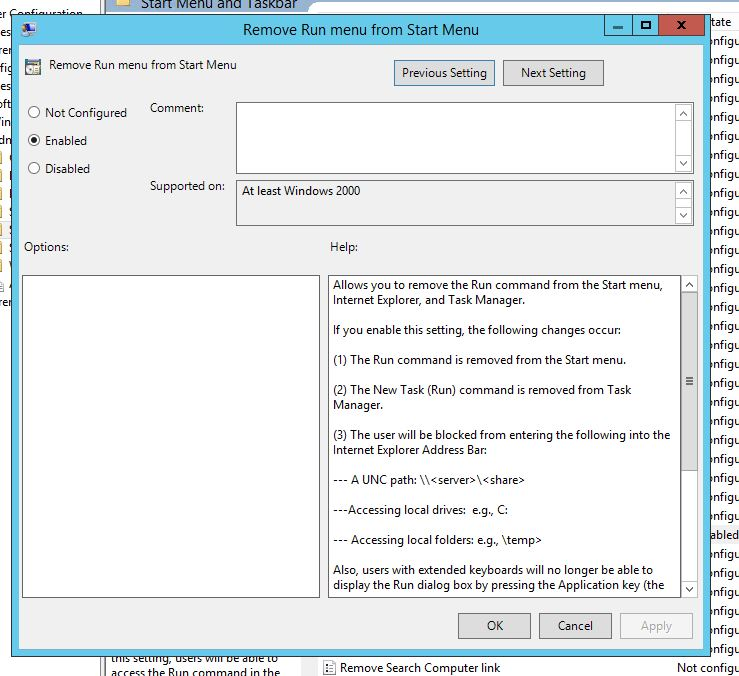 Start Menu and Taskbar
Remove Run menu from Start Menu
Remove Run menu from Start Menu
Previous Setting
Next Setting
Not Configured
Enabled
Disabled
Comment:
Supported on:
At least Windows 2000
Options:
Help:
Allows you to remove the Run command from the Start menu,
Internet Explorer, and Task Manager.
If you enable this setting, the following changes occur:
(1) The Run command is removed from the Start menu.
(2) The New Task (Run) command is removed from Task
Manager.
(3) The user will be blocked from entering the following into the
Internet Explorer Address Bar:
--- A UNC path: \\<server>\<share>
---Accessing local drives:  e.g., C:
--- Accessing local folders: e.g., \temp>
Also, users with extended keyboards will no longer be able to
display the Run dialog box by pressing the Application key (the
OK
Cancel
Apply
this setting, users will be able to
access the Run command in the
Remove Search Computer link
Not config